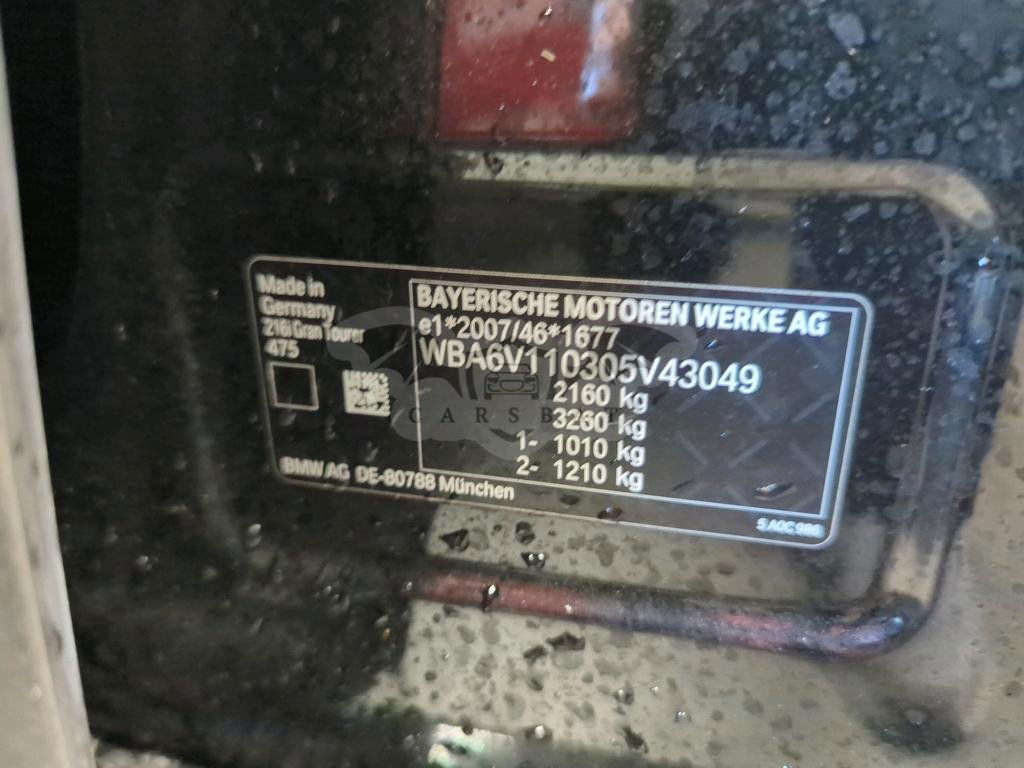 Made in
Germany
216i Gran Tourer
475
BAYERISCHE MOTOREN WERKE AG
e1*2007/46*1677
WBA6V110305V43049
2160 kg
3260 kg
1- 1010 kg
2- 1210 kg
BMW AG DE-80788 München